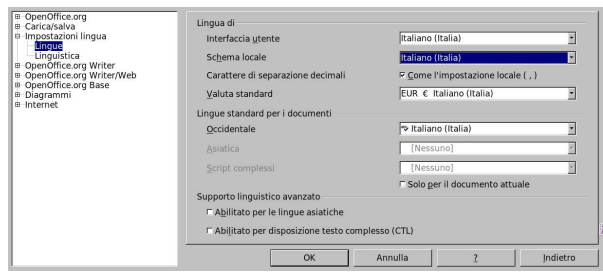 OpenOffice.org
Carica/salva
Impostazioni lingua
Lingue
Linguistica
OpenOffice.org Writer
OpenOffice.org Writer/Web
OpenOffice.org Base
Diagrammi
Internet
Lingua di
Interfaccia utente
Italiano (Italia)
Schema locale
Italiano (Italia)
Carattere di separazione decimali
Come l'impostazione locale ( , )
Valuta standard
EUR € Italiano (Italia)
Lingue standard per i documenti
Occidentale
Italiano (Italia)
Asiatica
[Nessuno]
Script complessi
[Nessuno]
Solo per il documento attuale
Supporto linguistico avanzato
Abilitato per le lingue asiatiche
Abilitato per disposizione testo complesso (CTL)
OK
Annulla
?
Indietro